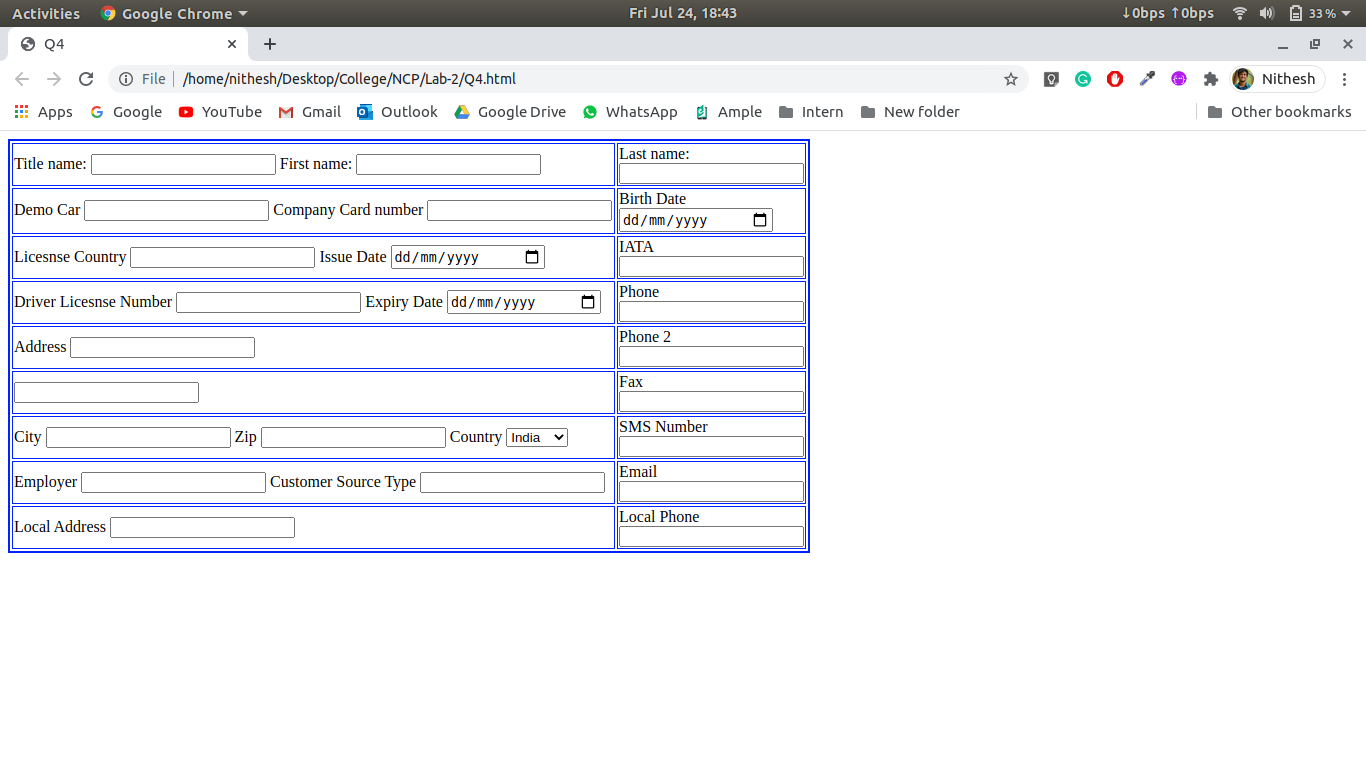 Activities Google Chrome Fri Jul 24, 18:43 ↓0bps ↑0bps 33 %
Q4
File /home/nithesh/Desktop/College/NCP/Lab-2/Q4.html Nithesh
Apps Google YouTube Gmail Outlook Google Drive WhatsApp Ample Intern New folder Other bookmarks
Title name: First name: Last name:
Demo Car Company Card number Birth Date
dd/mm/yyyy
Licesnse Country Issue Date dd/mm/yyyy IATA
Driver Licesnse Number Expiry Date dd/mm/yyyy Phone
Address Phone 2
Fax
City Zip Country India SMS Number
Employer Customer Source Type Email
Local Address Local Phone